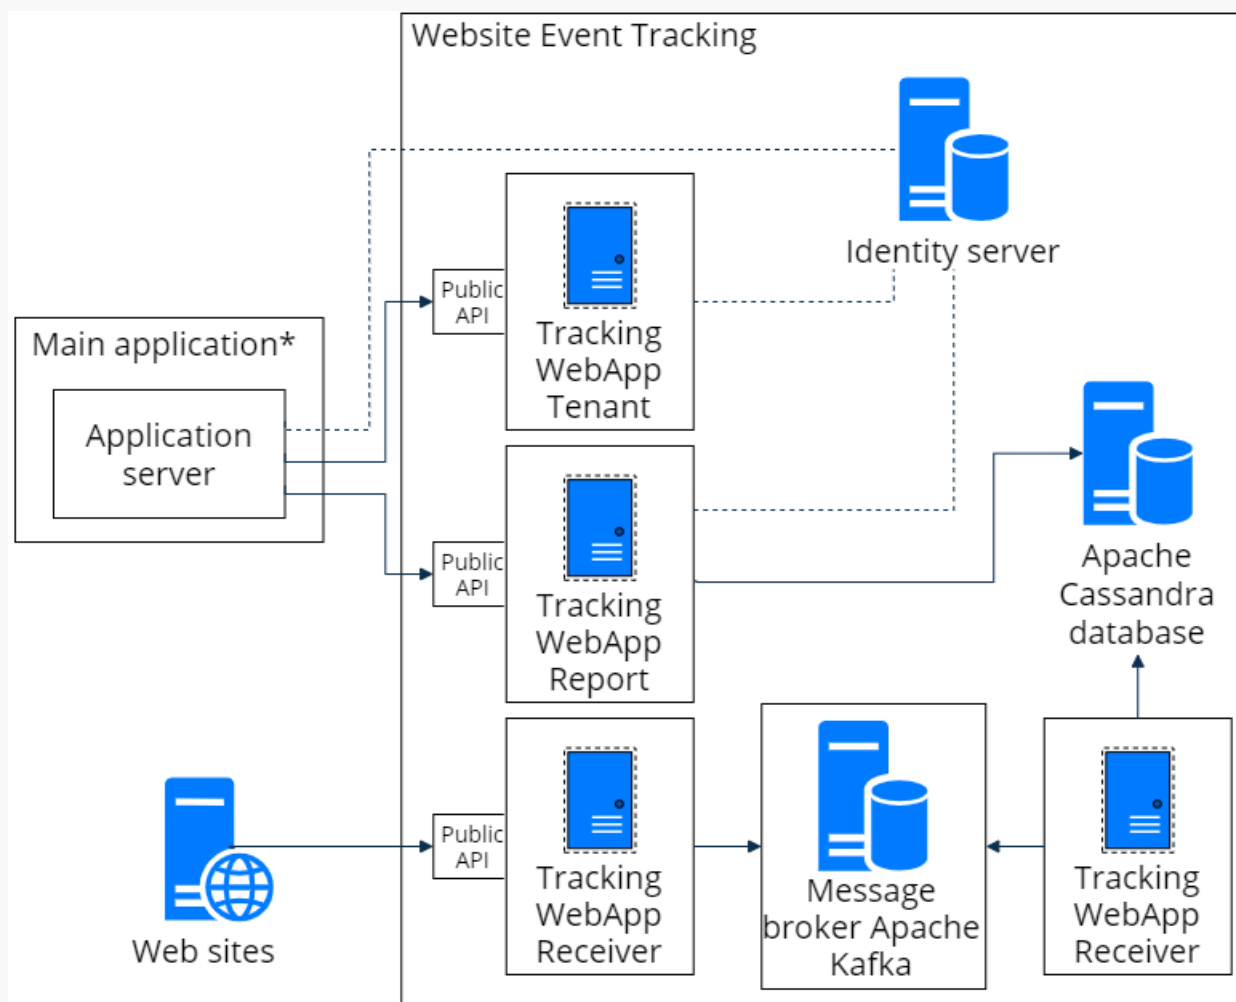 Website Event Tracking
Identity server
Public
API
Tracking
WebApp
Tenant
Main application*
Application
server
Public
API
Tracking
WebApp
Report
Apache
Cassandra
database
Web sites
Public
API
Tracking
WebApp
Receiver
Message
broker Apache
Kafka
Tracking
WebApp
Receiver